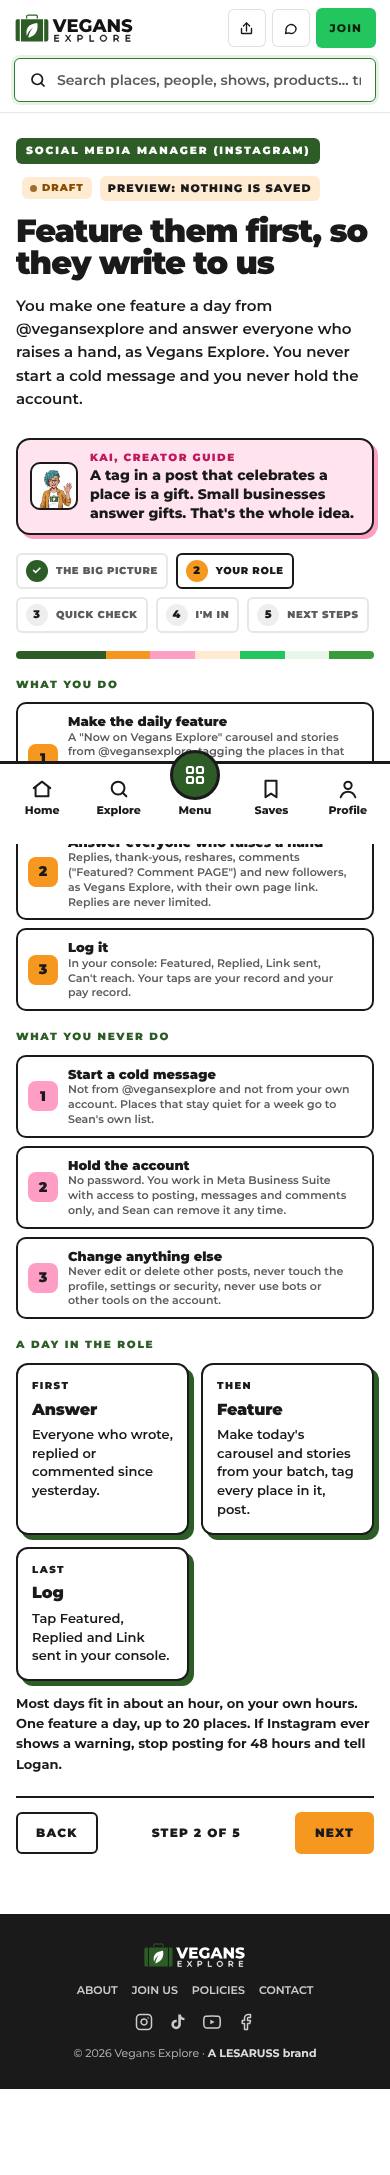 VEGANS
EXPLORE
JOIN
Search places, people, shows, products... tı
SOCIAL MEDIA MANAGER (INSTAGRAM)
DRAFT
PREVIEW: NOTHING IS SAVED
Feature them first, so
they write to us
You make one feature a day from
@vegansexplore and answer everyone who
raises a hand, as Vegans Explore. You never
start a cold message and you never hold the
account.
KAI, CREATOR GUIDE
A tag in a post that celebrates a
place is a gift. Small businesses
answer gifts. That's the whole idea.
✓ THE BIG PICTURE
2 YOUR ROLE
3 QUICK CHECK
4 I'M IN
5 NEXT STEPS
WHAT YOU DO
1
Make the daily feature
A "Now on Vegans Explore" carousel and stories
from @vegansexplore, tagging the places in that
Home
Explore
Menu
Saves
Profile
2
Answer everyone who raises a hand
Replies, thank-yous, reshares, comments
("Featured? Comment PAGE") and new followers,
as Vegans Explore, with their own page link.
Replies are never limited.
3
Log it
In your console: Featured, Replied, Link sent,
Can't reach. Your taps are your record and your
pay record.
WHAT YOU NEVER DO
1
Start a cold message
Not from @vegansexplore and not from your own
account. Places that stay quiet for a week go to
Sean's own list.
2
Hold the account
No password. You work in Meta Business Suite
with access to posting, messages and comments
only, and Sean can remove it any time.
3
Change anything else
Never edit or delete other posts, never touch the
profile, settings or security, never use bots or
other tools on the account.
A DAY IN THE ROLE
FIRST
Answer
Everyone who wrote,
replied or
commented since
yesterday.
THEN
Feature
Make today's
carousel and stories
from your batch, tag
every place in it,
post.
LAST
Log
Tap Featured,
Replied and Link
sent in your console.
Most days fit in about an hour, on your own hours.
One feature a day, up to 20 places. If Instagram ever
shows a warning, stop posting for 48 hours and tell
Logan.
BACK
STEP 2 OF 5
NEXT
VEGANS
EXPLORE
ABOUT JOIN US POLICIES CONTACT
© 2026 Vegans Explore · A LESARUSS brand